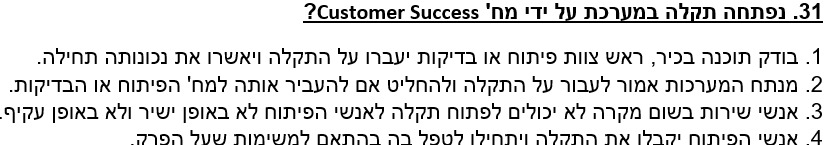 31. נפתחה תקלה במערכת על ידי מח' Customer Success?
1. בודק תוכנה בכיר, ראש צוות פיתוח או בדיקות יעברו על התקלה ויאשרו את נכונותה תחילה.
2. מנתח המערכות אמור לעבור על התקלה ולהחליט אם להעביר אותה למח' הפיתוח או הבדיקות.
3. אנשי שירות בשום מקרה לא יכולים לפתוח תקלה לאנשי הפיתוח לא באופן ישיר ולא באופן עקיף.
4. אנשי הפיתוח יקבלו את התקלה ויתחילו לטפל בה בהתאם למשימות שעל הפרק.